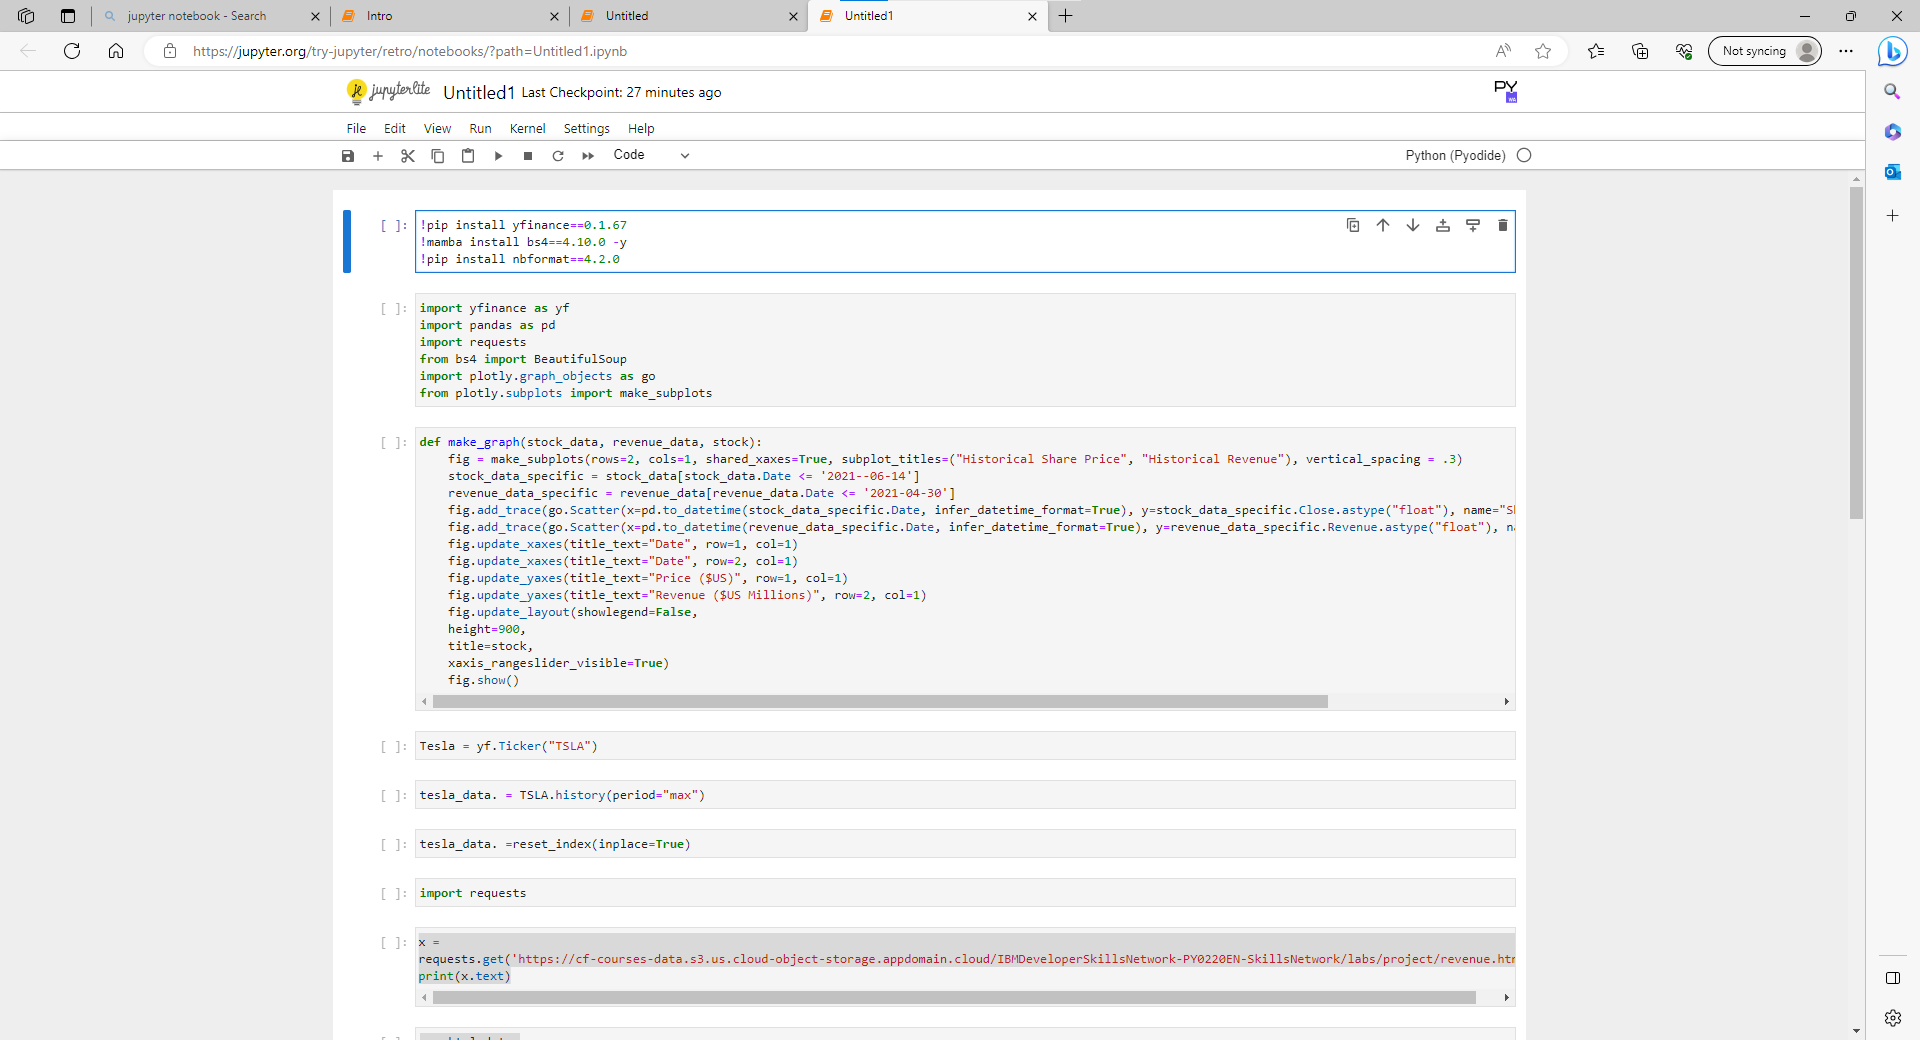 jupyter notebook - Search
Intro
Untitled
Untitled1
https://jupyter.org/try-jupyter/retro/notebooks/?path=Untitled1.ipynb
Not syncing
jupyterlite
Untitled1 Last Checkpoint: 27 minutes ago
PY
File Edit View Run Kernel Settings Help
Code
Python (Pyodide)
[ ]: !pip install yfinance==0.1.67
!mamba install bs4==4.10.0 -y
!pip install nbformat==4.2.0
[ ]: import yfinance as yf
import pandas as pd
import requests
from bs4 import BeautifulSoup
import plotly.graph_objects as go
from plotly.subplots import make_subplots
[ ]: def make_graph(stock_data, revenue_data, stock):
fig = make_subplots(rows=2, cols=1, shared_xaxes=True, subplot_titles=("Historical Share Price", "Historical Revenue"), vertical_spacing = .3)
stock_data_specific = stock_data[stock_data.Date <= '2021--06-14']
revenue_data_specific = revenue_data[revenue_data.Date <= '2021-04-30']
fig.add_trace(go.Scatter(x=pd.to_datetime(stock_data_specific.Date, infer_datetime_format=True), y=stock_data_specific.Close.astype("float"), name="S
fig.add_trace(go.Scatter(x=pd.to_datetime(revenue_data_specific.Date, infer_datetime_format=True), y=revenue_data_specific.Revenue.astype("float"), n
fig.update_xaxes(title_text="Date", row=1, col=1)
fig.update_xaxes(title_text="Date", row=2, col=1)
fig.update_yaxes(title_text="Price ($US)", row=1, col=1)
fig.update_yaxes(title_text="Revenue ($US Millions)", row=2, col=1)
fig.update_layout(showlegend=False,
height=900,
title=stock,
xaxis_rangeslider_visible=True)
fig.show()
[ ]: Tesla = yf.Ticker("TSLA")
[ ]: tesla_data. = TSLA.history(period="max")
[ ]: tesla_data. =reset_index(inplace=True)
[ ]: import requests
[ ]: x =
requests.get('https://cf-courses-data.s3.us.cloud-object-storage.appdomain.cloud/IBMDeveloperSkillsNetwork-PY0220EN-SkillsNetwork/labs/project/revenue.htm
print(x.text)